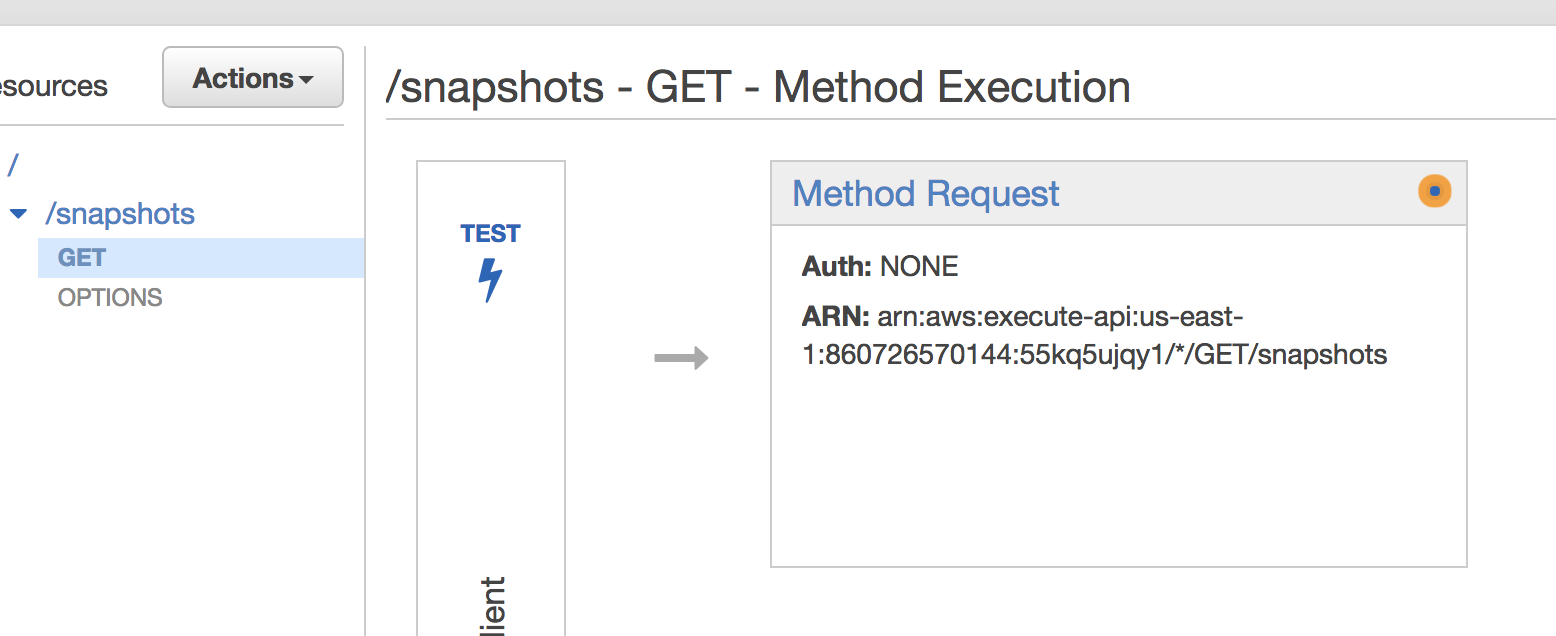 esources
Actions
/snapshots - GET - Method Execution
/
/snapshots
GET
OPTIONS
TEST
lient
Method Request
Auth: NONE
ARN: arn:aws:execute-api:us-east-
1:860726570144:55kq5ujqy1/*/GET/snapshots